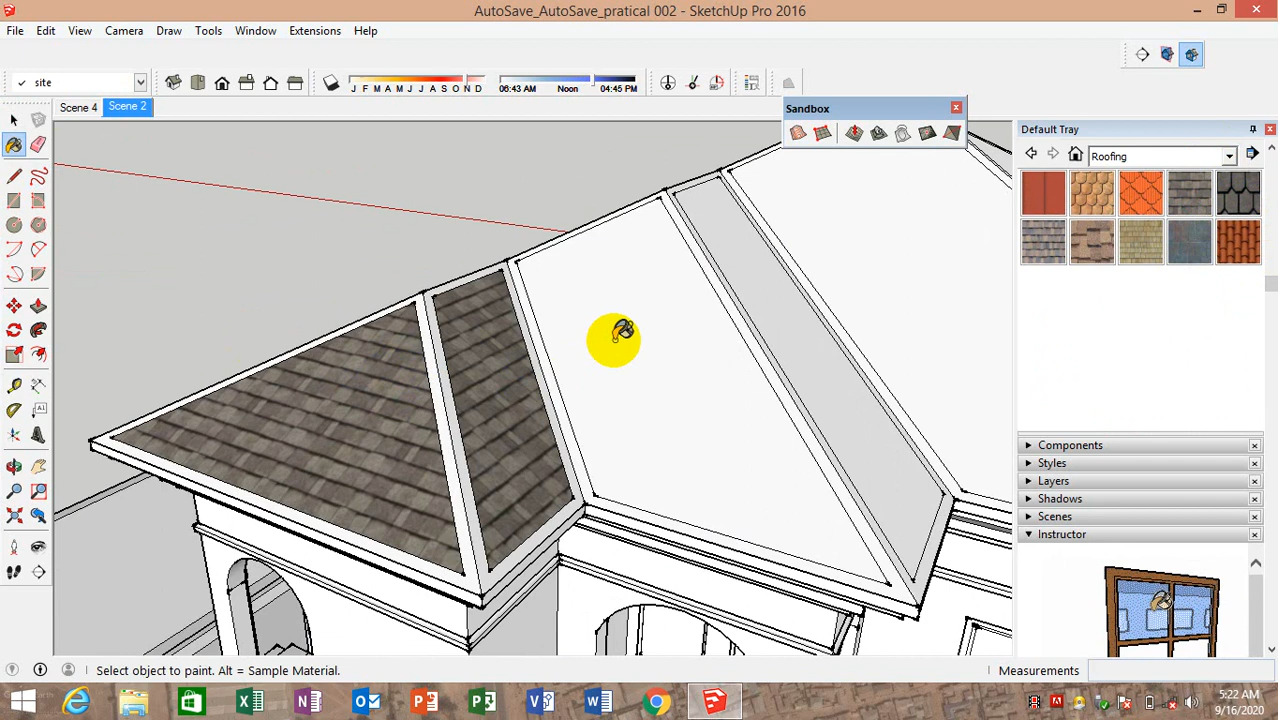 AutoSave_AutoSave_pratical 002 - SketchUp Pro 2016
File Edit View Camera Draw Tools Window Extensions Help
site
J F M A M J J A S O N D
06:43 AM Noon 04:45 PM
Scene 4 Scene 2
Sandbox
Default Tray
Roofing
A1
Components
Styles
Layers
Shadows
Scenes
Instructor
Select object to paint. Alt = Sample Material.
Measurements
5:22 AM
9/16/2020